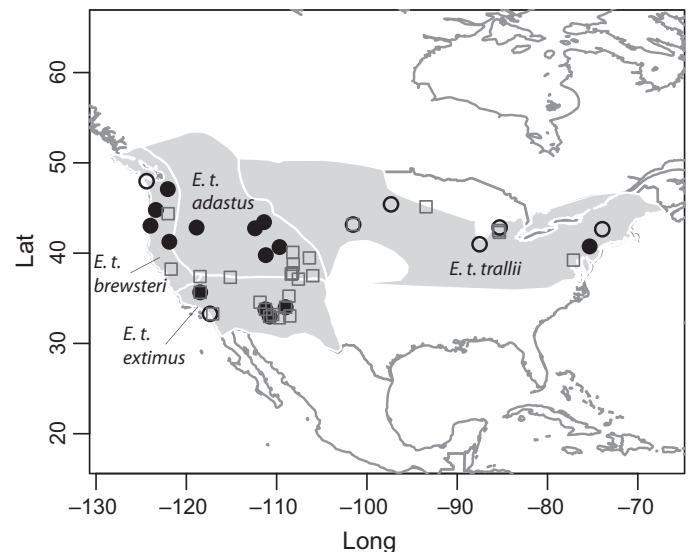 60
50
40
30
20
Lat
E. t.
adastus
E. t.
brewsteri
E. t.
extimus
E. t. trallii
−130 −120 −110 −100 −90 −80 −70
Long